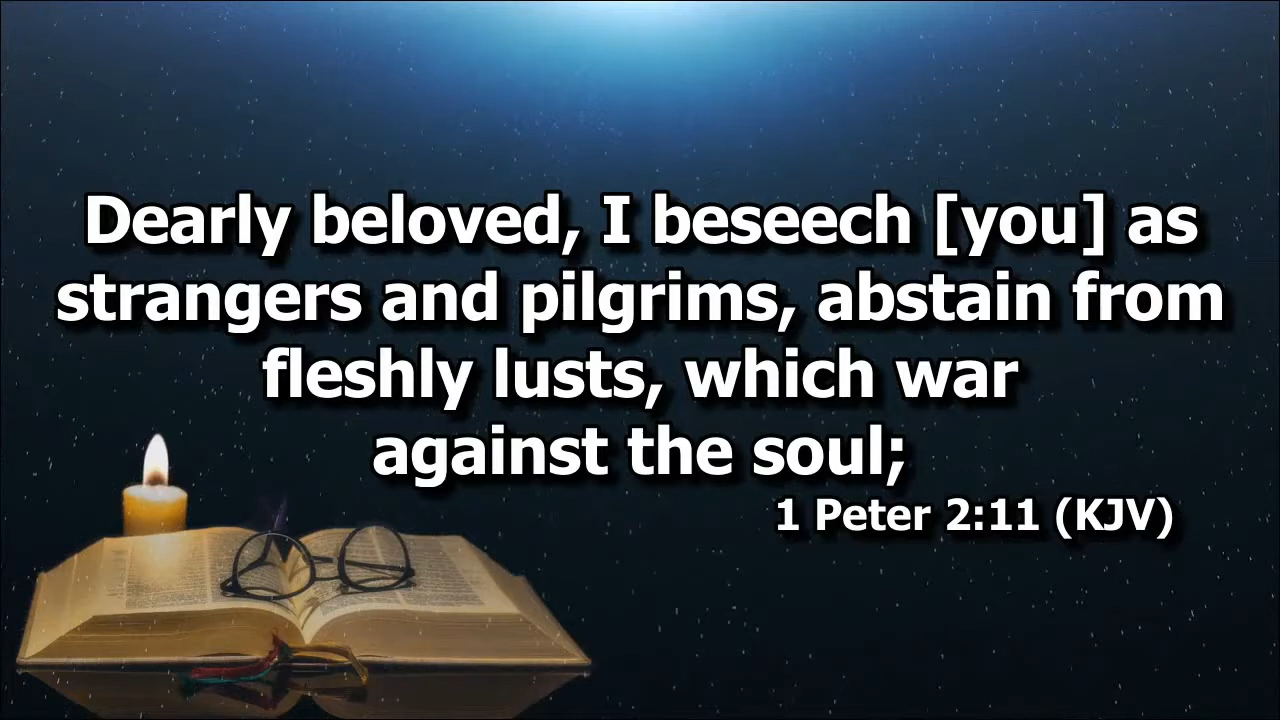 Dearly beloved, I beseech [you] as
strangers and pilgrims, abstain from
fleshly lusts, which war
against the soul;
1 Peter 2:11 (KJV)